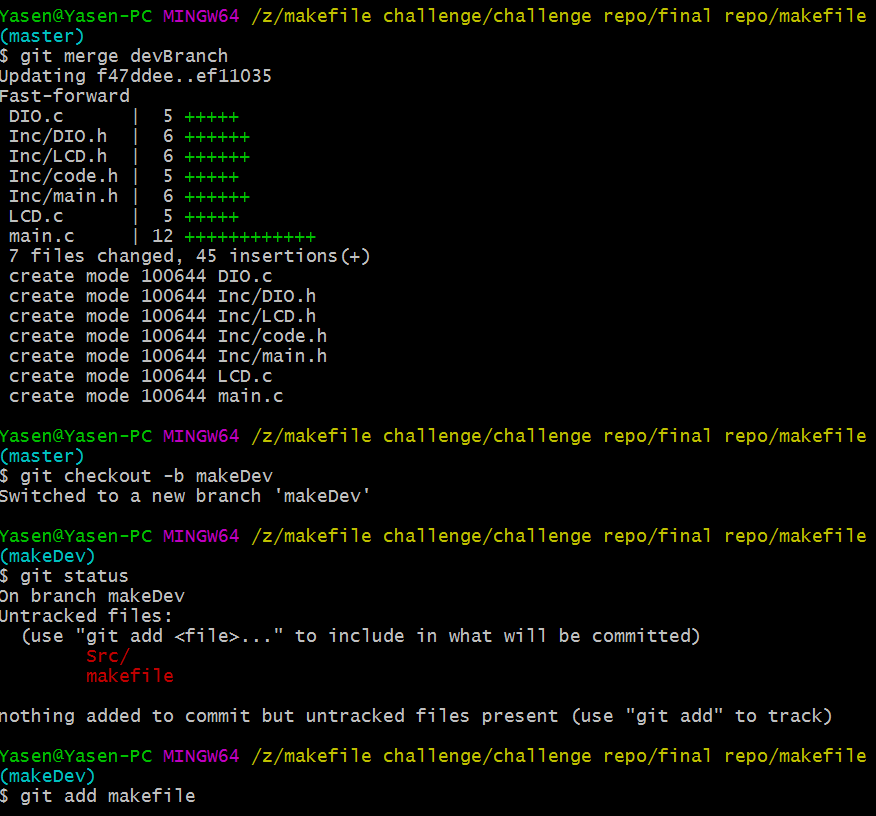 Yasen@Yasen-PC MINGW64 /z/makefile challenge/challenge repo/final repo/makefile
(master)
$ git merge devBranch
Updating f47ddee..ef11035
Fast-forward
 DIO.c      |  5 +++++
 Inc/DIO.h  |  6 ++++++
 Inc/LCD.h  |  6 ++++++
 Inc/code.h |  5 +++++
 Inc/main.h |  6 ++++++
 LCD.c      |  5 +++++
 main.c     | 12 ++++++++++++
 7 files changed, 45 insertions(+)
 create mode 100644 DIO.c
 create mode 100644 Inc/DIO.h
 create mode 100644 Inc/LCD.h
 create mode 100644 Inc/code.h
 create mode 100644 Inc/main.h
 create mode 100644 LCD.c
 create mode 100644 main.c
Yasen@Yasen-PC MINGW64 /z/makefile challenge/challenge repo/final repo/makefile
(master)
$ git checkout -b makeDev
Switched to a new branch 'makeDev'
Yasen@Yasen-PC MINGW64 /z/makefile challenge/challenge repo/final repo/makefile
(makeDev)
$ git status
On branch makeDev
Untracked files:
  (use "git add <file>..." to include in what will be committed)
        Src/
        makefile
nothing added to commit but untracked files present (use "git add" to track)
Yasen@Yasen-PC MINGW64 /z/makefile challenge/challenge repo/final repo/makefile
(makeDev)
$ git add makefile